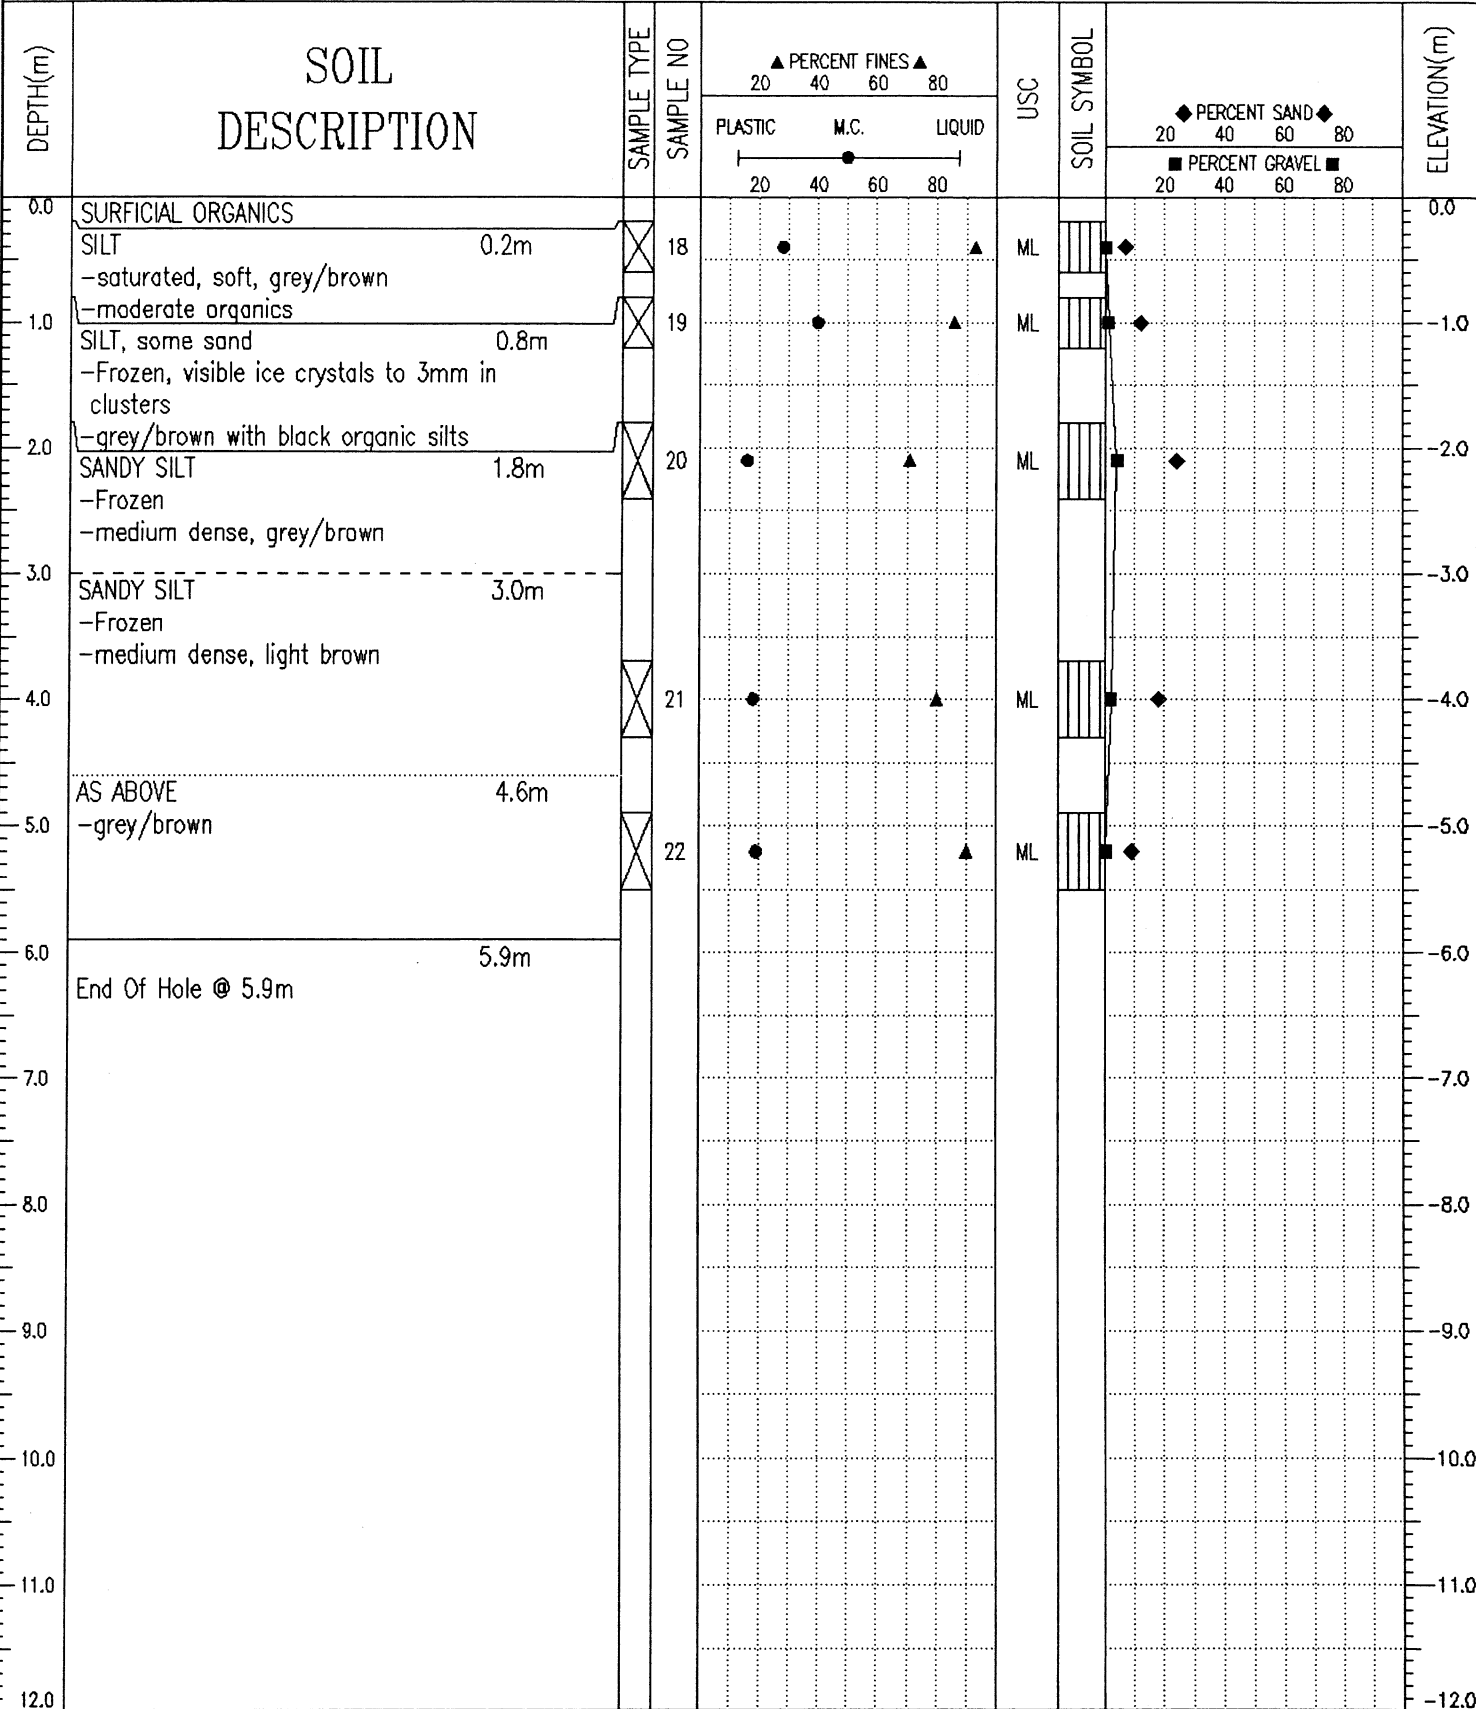 DEPTH(m)
SOIL
DESCRIPTION
SAMPLE TYPE
SAMPLE NO
▲ PERCENT FINES ▲
20 40 60 80
PLASTIC M.C. LIQUID
20 40 60 80
USC
SOIL SYMBOL
◆ PERCENT SAND ◆
20 40 60 80
■ PERCENT GRAVEL ■
20 40 60 80
ELEVATION(m)
0.0
SURFICIAL ORGANICS
0.0
SILT 0.2m
18
ML
-saturated, soft, grey/brown
-moderate organics
1.0
19
ML
-1.0
SILT, some sand 0.8m
-Frozen, visible ice crystals to 3mm in
clusters
-grey/brown with black organic silts
2.0
-2.0
SANDY SILT 1.8m
20
ML
-Frozen
-medium dense, grey/brown
3.0
-3.0
SANDY SILT 3.0m
-Frozen
-medium dense, light brown
4.0
21
ML
-4.0
AS ABOVE 4.6m
-grey/brown
5.0
-5.0
22
ML
6.0
5.9m
-6.0
End Of Hole @ 5.9m
7.0
-7.0
8.0
-8.0
9.0
-9.0
10.0
-10.0
11.0
-11.0
12.0
-12.0